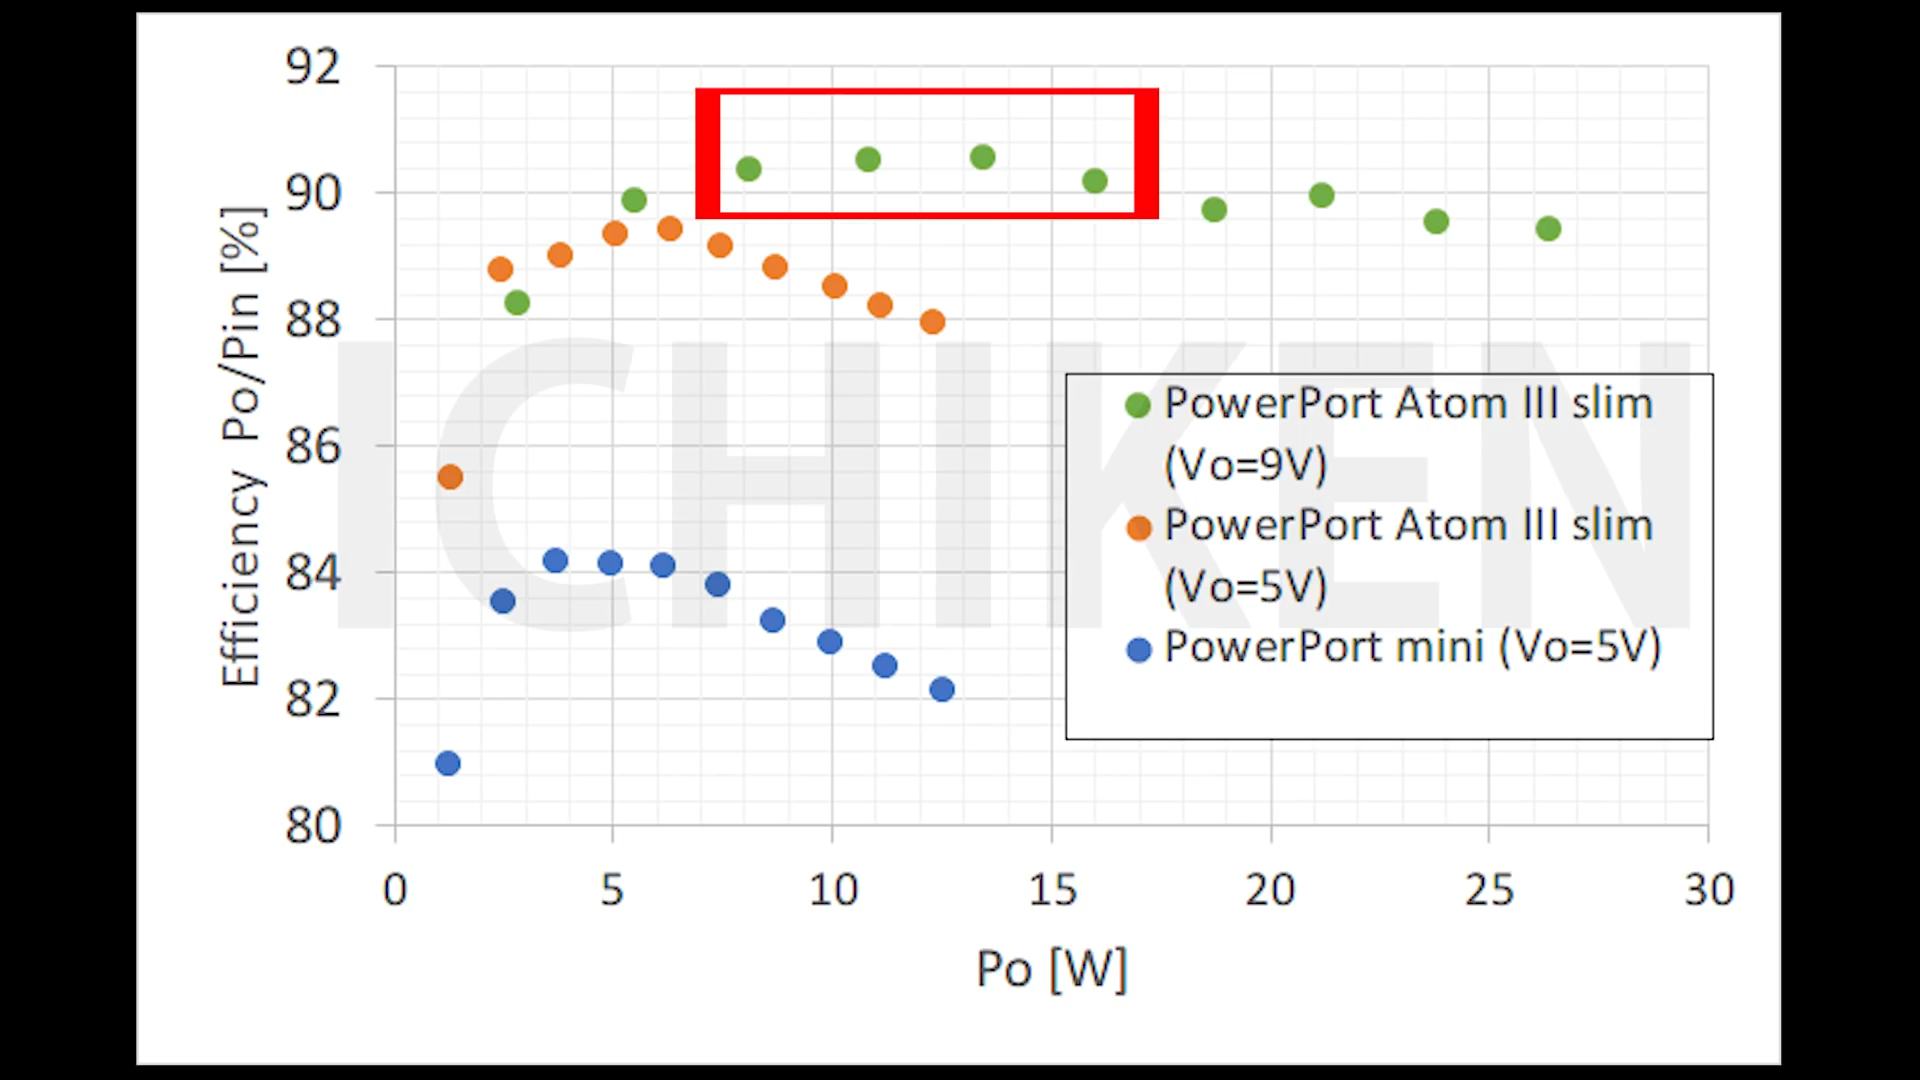 92
90
88
86
84
82
80
Efficiency Po/Pin [%]
ICHIKEN
PowerPort Atom III slim
(Vo=9V)
PowerPort Atom III slim
(Vo=5V)
PowerPort mini (Vo=5V)
0 5 10 15 20 25 30
Po [W]